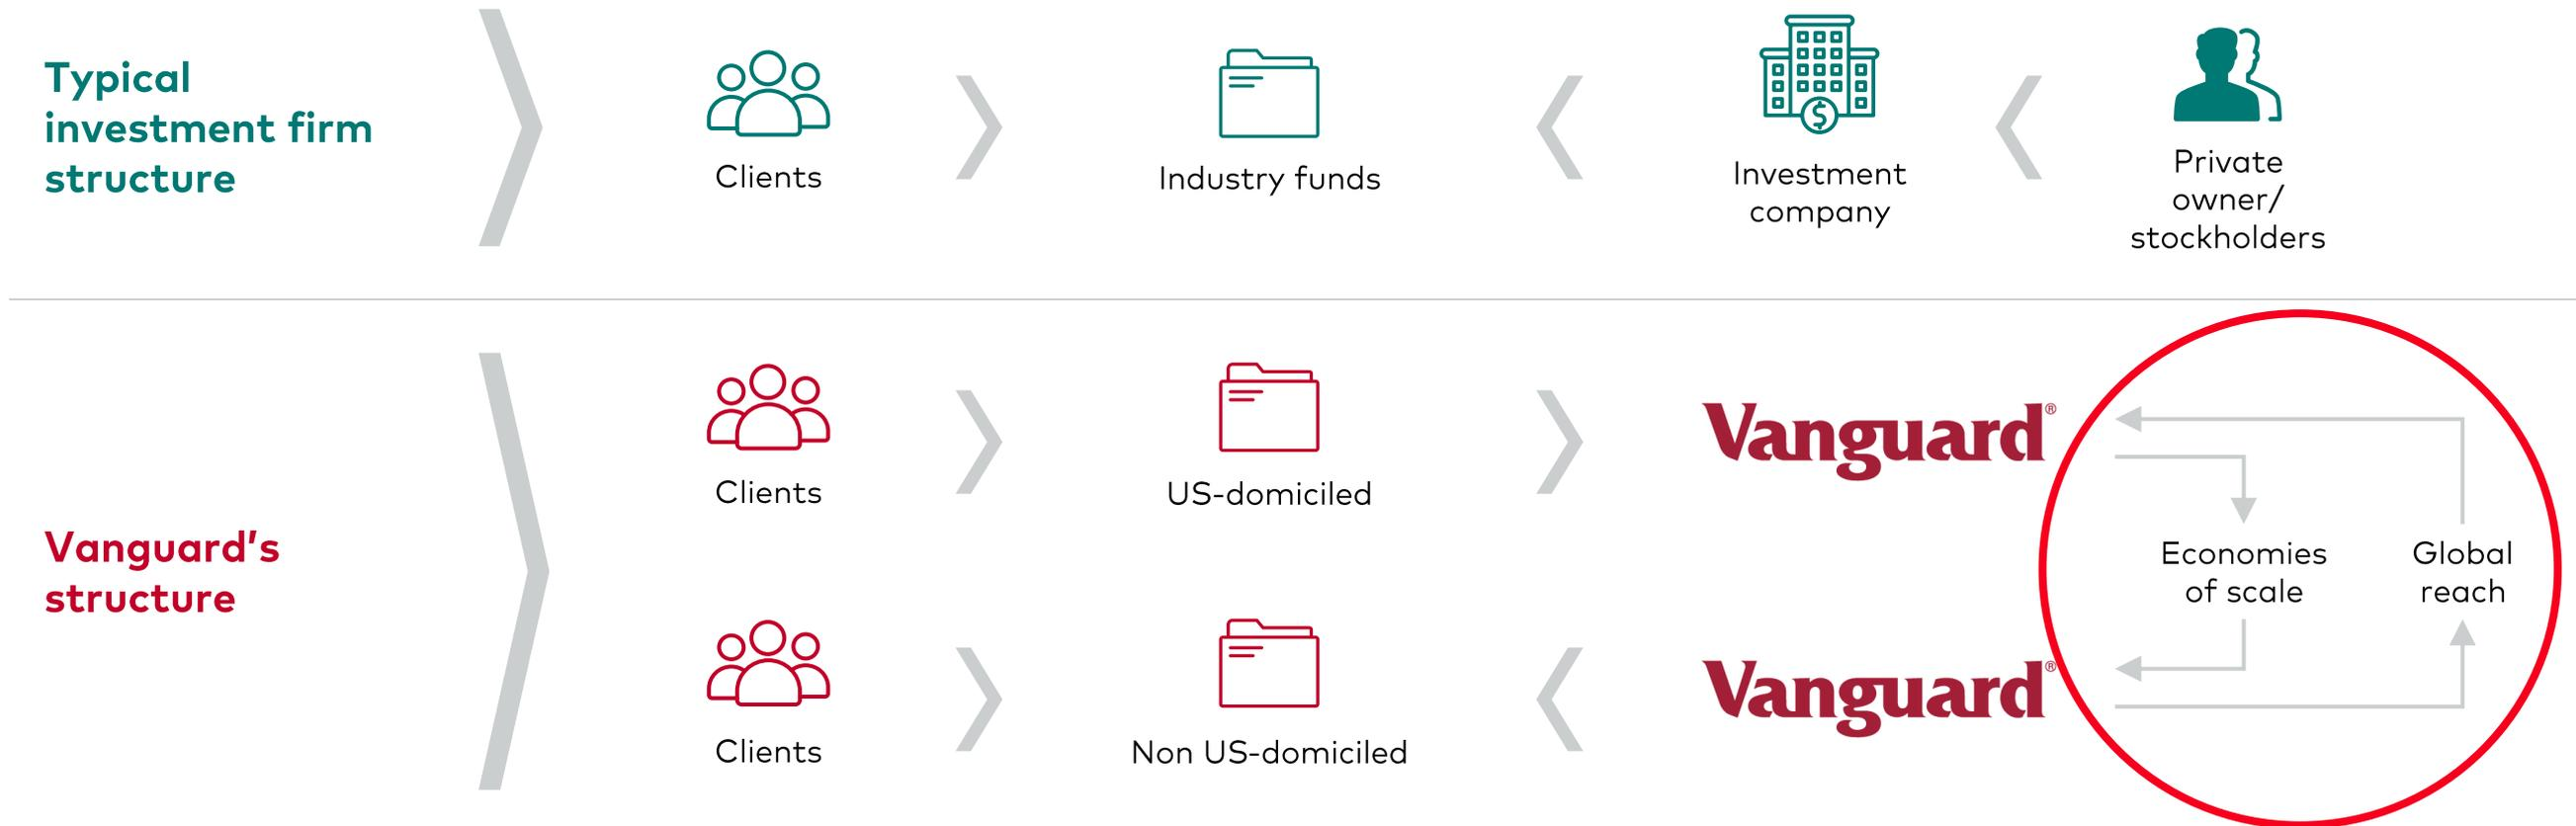 Typical
investment firm
structure
Clients
Industry funds
Investment
company
Private
owner/
stockholders
Vanguard's
structure
Clients
US-domiciled
Vanguard®
Economies
of scale
Global
reach
Clients
Non US-domiciled
Vanguard®